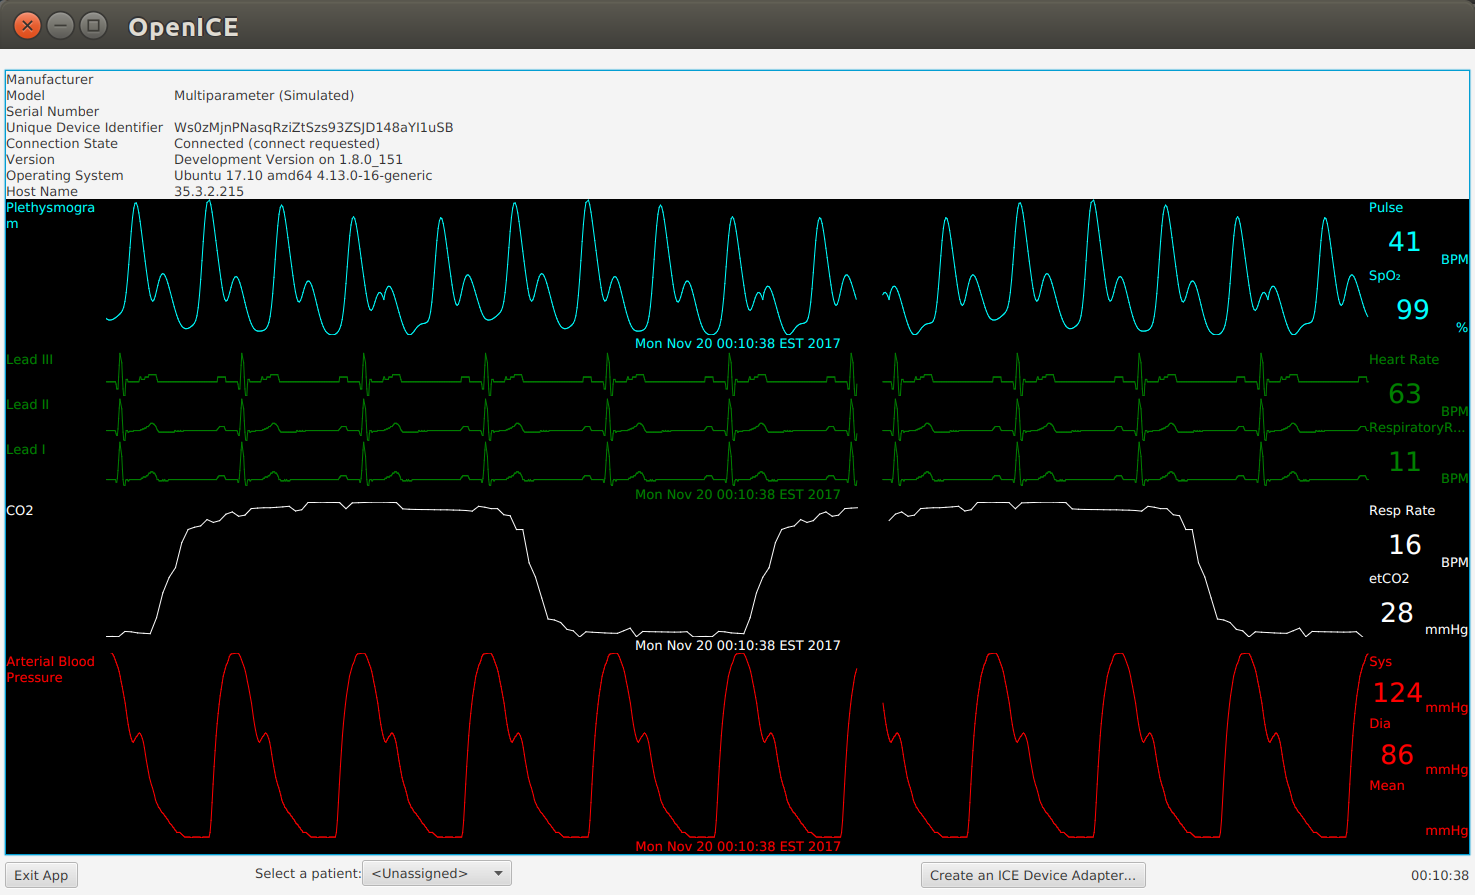 OpenICE
Manufacturer
Model Multiparameter (Simulated)
Serial Number
Unique Device Identifier Ws0zMjnPNasqRziZtSzs93ZSJD148aYI1uSB
Connection State Connected (connect requested)
Version Development Version on 1.8.0_151
Operating System Ubuntu 17.10 amd64 4.13.0-16-generic
Host Name 35.3.2.215
Plethysmogra
m
Pulse
41
BPM
SpO₂
99
%
Mon Nov 20 00:10:38 EST 2017
Lead III
Lead II
Lead I
Heart Rate
63
BPM
RespiratoryR...
11
BPM
Mon Nov 20 00:10:38 EST 2017
CO2
Resp Rate
16
BPM
etCO2
28
mmHg
Mon Nov 20 00:10:38 EST 2017
Arterial Blood
Pressure
Sys
124
mmHg
Dia
86
mmHg
Mean
mmHg
Mon Nov 20 00:10:38 EST 2017
Exit App
Select a patient: <Unassigned>
Create an ICE Device Adapter...
00:10:38